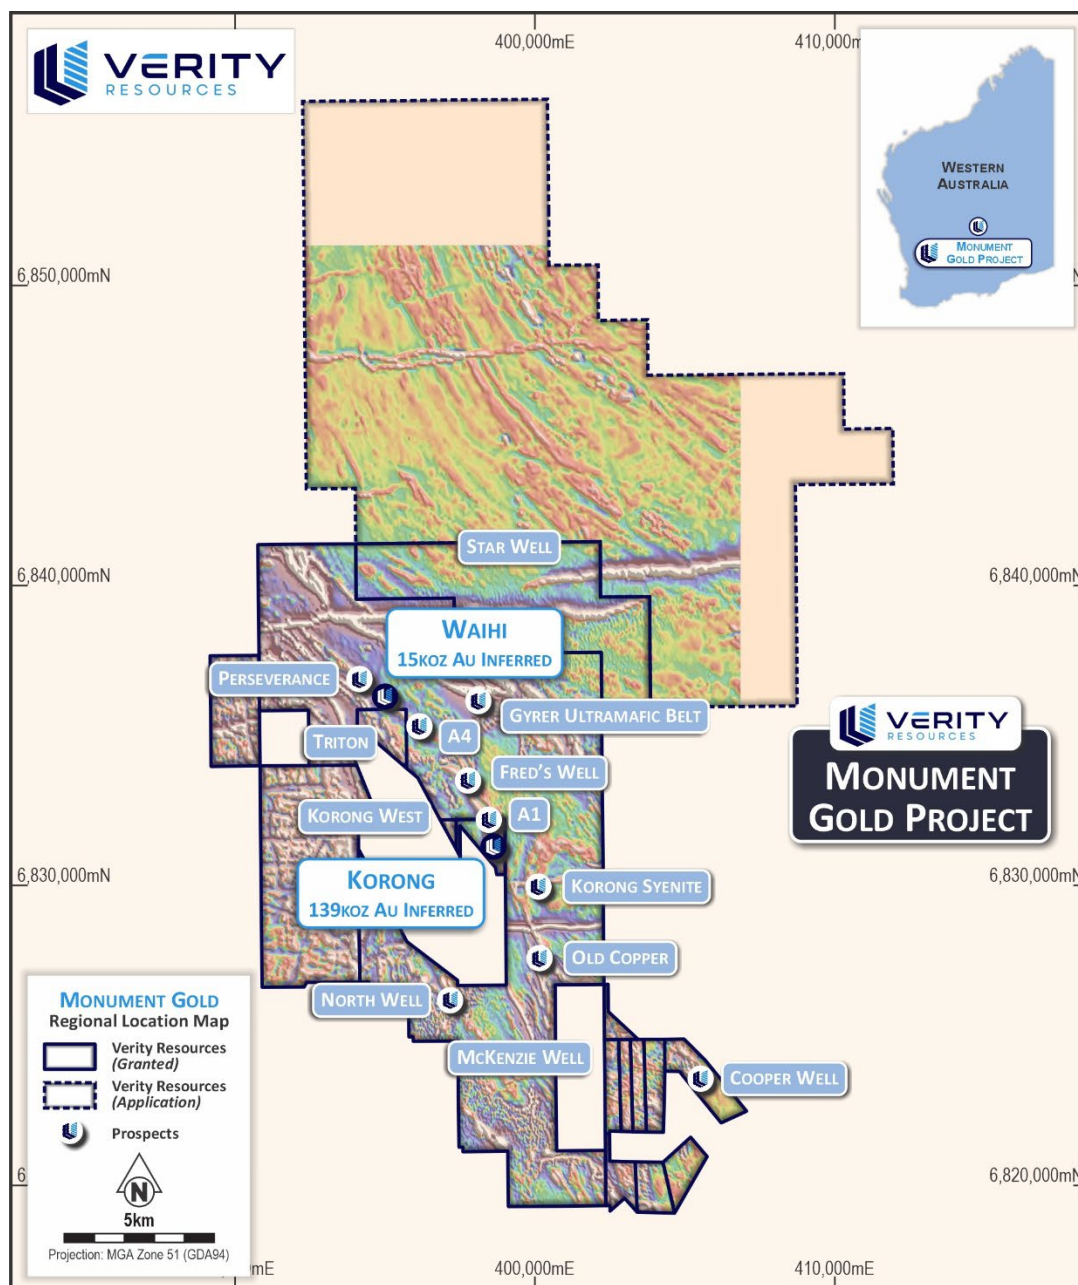 400,000mE
410,000m
VERITY
RESOURCES
WESTERN
AUSTRALIA
MONUMENT
GOLD PROJECT
6,850,000mN
N
STAR WELL
6,840,000mN
6,840,000mN
WAIHI
15KOZ AU INFERRED
PERSEVERANCE
GYRER ULTRAMAFIC BELT
TRITON
A4
VERITY
RESOURCES
MONUMENT
GOLD PROJECT
FRED'S WELL
KORONG WEST
A1
6,830,000mN
6,830,000mN
KORONG
139KOZ AU INFERRED
KORONG SYENITE
OLD COPPER
NORTH WELL
MCKENZIE WELL
COOPER WELL
MONUMENT GOLD
Regional Location Map
Verity Resources
(Granted)
Verity Resources
(Application)
Prospects
N
5km
Projection: MGA Zone 51 (GDA94)
6
6,820,000mN
mE
400,000mE
410,000mE